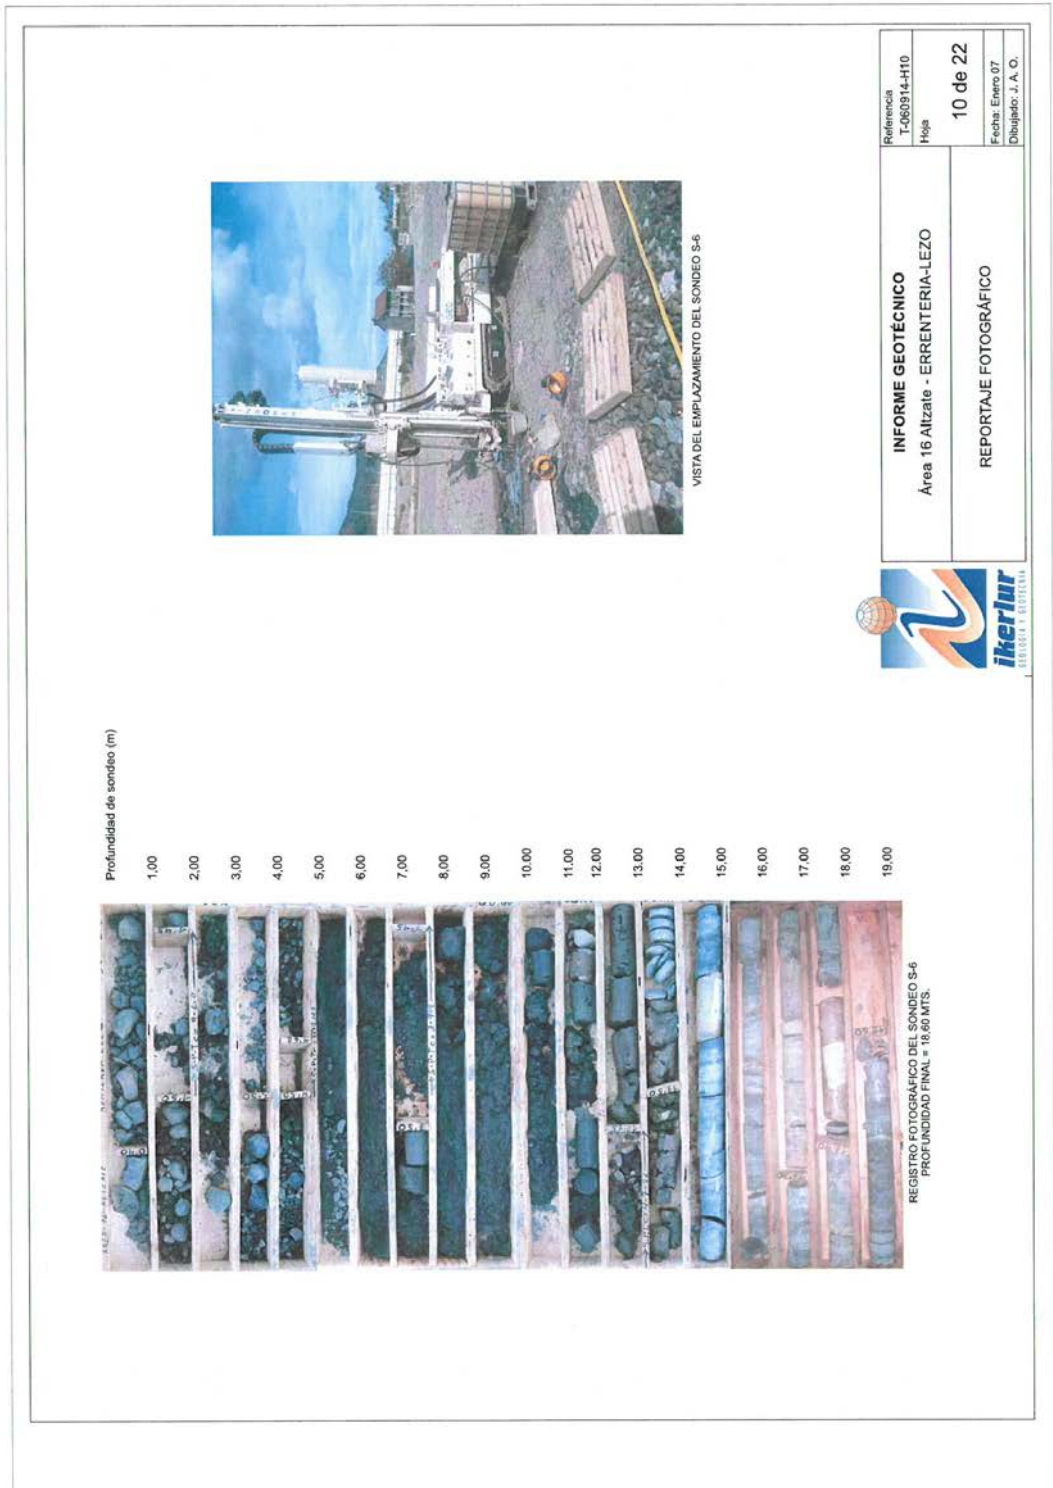 Profundidad de sondeo (m)
1,00
2,00
3,00
4,00
5,00
6,00
7,00
8,00
9.00
10.00
11.00
12.00
13.00
14,00
15,00
16,00
17,00
18,00
19,00
REGISTRO FOTOGRÁFICO DEL SONDEO S-6
PROFUNDIDAD FINAL = 18,60 MTS.
VISTA DEL EMPLAZAMIENTO DEL SONDEO S-6
ikerlur
GEOLOGIA Y GEOTECNIA
INFORME GEOTÉCNICO
Área 16 Altzate - ERRENTERIA-LEZO
REPORTAJE FOTOGRÁFICO
Referencia
T-060914-H10
Hoja
10 de 22
Fecha: Enero 07
Dibujado: J. A. O.